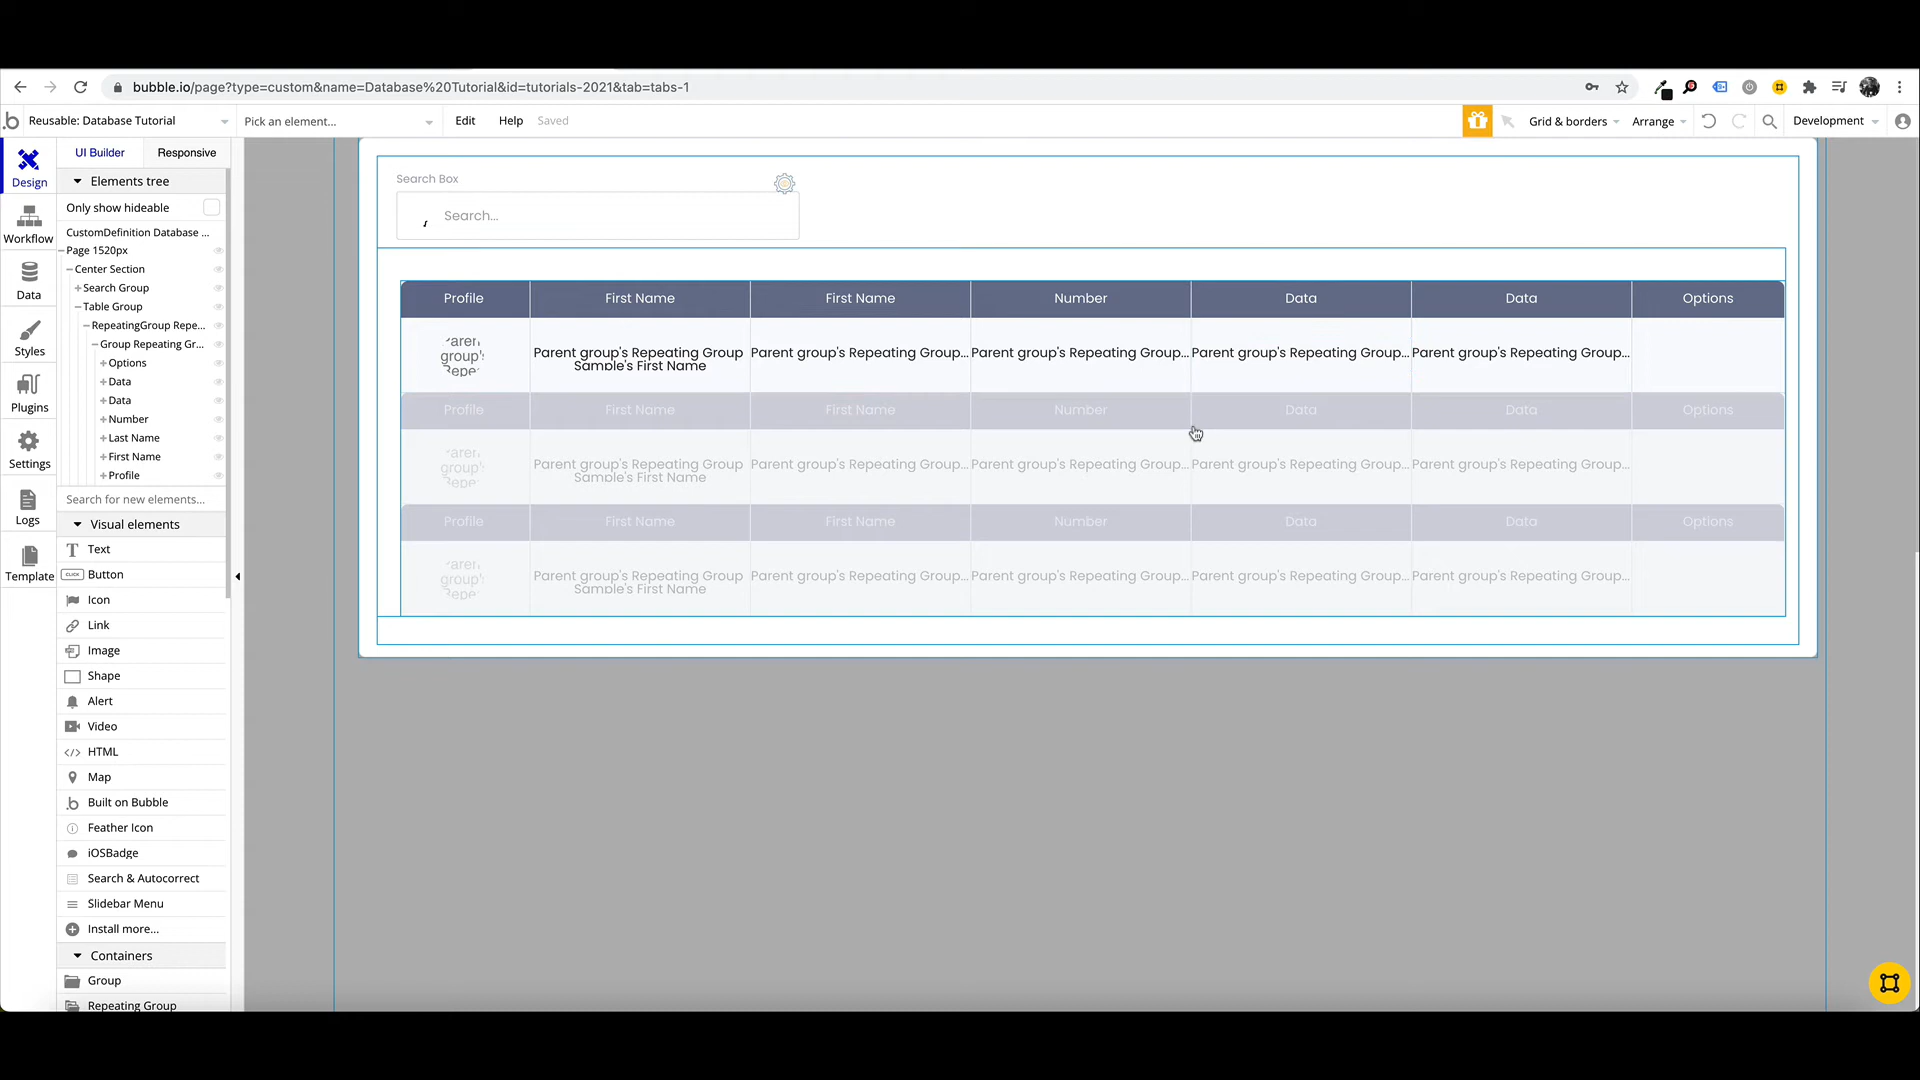 bubble.io/page?type=custom&name=Database%20Tutorial&id=tutorials-2021&tab=tabs-1
Reusable: Database Tutorial
Pick an element...
Edit
Help
Saved
Grid & borders
Arrange
Development
UI Builder
Responsive
Design
Workflow
Data
Styles
Plugins
Settings
Logs
Template
Elements tree
Only show hideable
CustomDefinition Database ...
Page 1520px
Center Section
Search Group
Table Group
RepeatingGroup Repe...
Group Repeating Gr...
Options
Data
Data
Number
Last Name
First Name
Profile
Search for new elements...
Visual elements
Text
CLICK Button
Icon
Link
Image
Shape
Alert
Video
HTML
Map
Built on Bubble
Feather Icon
iOSBadge
Search & Autocorrect
Slidebar Menu
Install more...
Containers
Group
Repeating Group
Search Box
Search...
Profile First Name First Name Number Data Data Options
Parent group's Repeating Group Parent group's Repeating Group... Parent group's Repeating Group... Parent group's Repeating Group... Parent group's Repeating Group...
Sample's First Name
group's
Profile First Name First Name Number Data Data Options
Parent group's Repeating Group Parent group's Repeating Group... Parent group's Repeating Group... Parent group's Repeating Group... Parent group's Repeating Group...
Sample's First Name
group's
Profile First Name First Name Number Data Data Options
Parent group's Repeating Group Parent group's Repeating Group... Parent group's Repeating Group... Parent group's Repeating Group... Parent group's Repeating Group...
Sample's First Name
group's